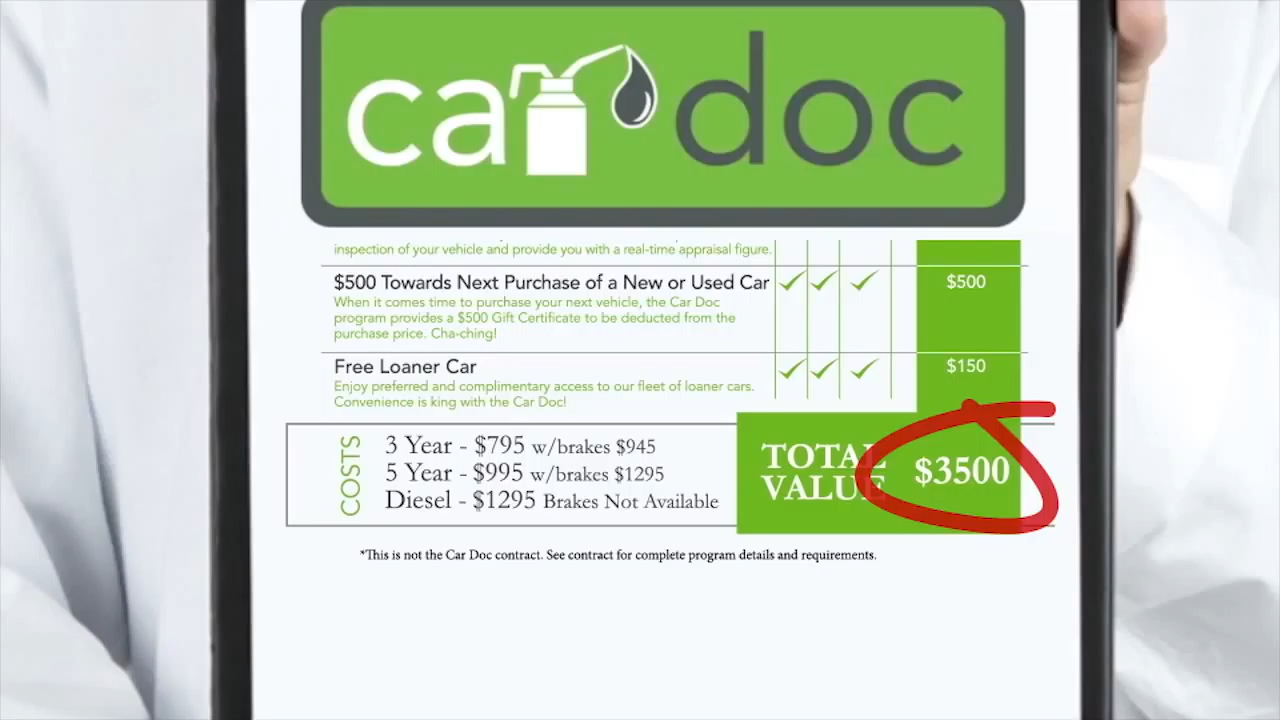 car doc
inspection of your vehicle and provide you with a real-time appraisal figure.
$500 Towards Next Purchase of a New or Used Car
$500
When it comes time to purchase your next vehicle, the Car Doc
program provides a $500 Gift Certificate to be deducted from the
purchase price. Cha-ching!
Free Loaner Car
$150
Enjoy preferred and complimentary access to our fleet of loaner cars.
Convenience is king with the Car Doc!
COSTS
3 Year - $795 w/brakes $945
5 Year - $995 w/brakes $1295
Diesel - $1295 Brakes Not Available
TOTAL
VALUE
$3500
*This is not the Car Doc contract. See contract for complete program details and requirements.